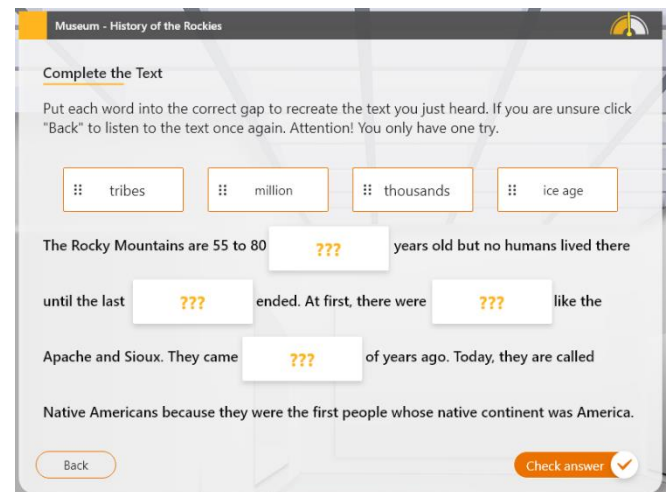 Museum - History of the Rockies
Complete the Text
Put each word into the correct gap to recreate the text you just heard. If you are unsure click
"Back" to listen to the text once again. Attention! You only have one try.
tribes million thousands ice age
The Rocky Mountains are 55 to 80 ??? years old but no humans lived there
until the last ??? ended. At first, there were ??? like the
Apache and Sioux. They came ??? of years ago. Today, they are called
Native Americans because they were the first people whose native continent was America.
Back Check answer